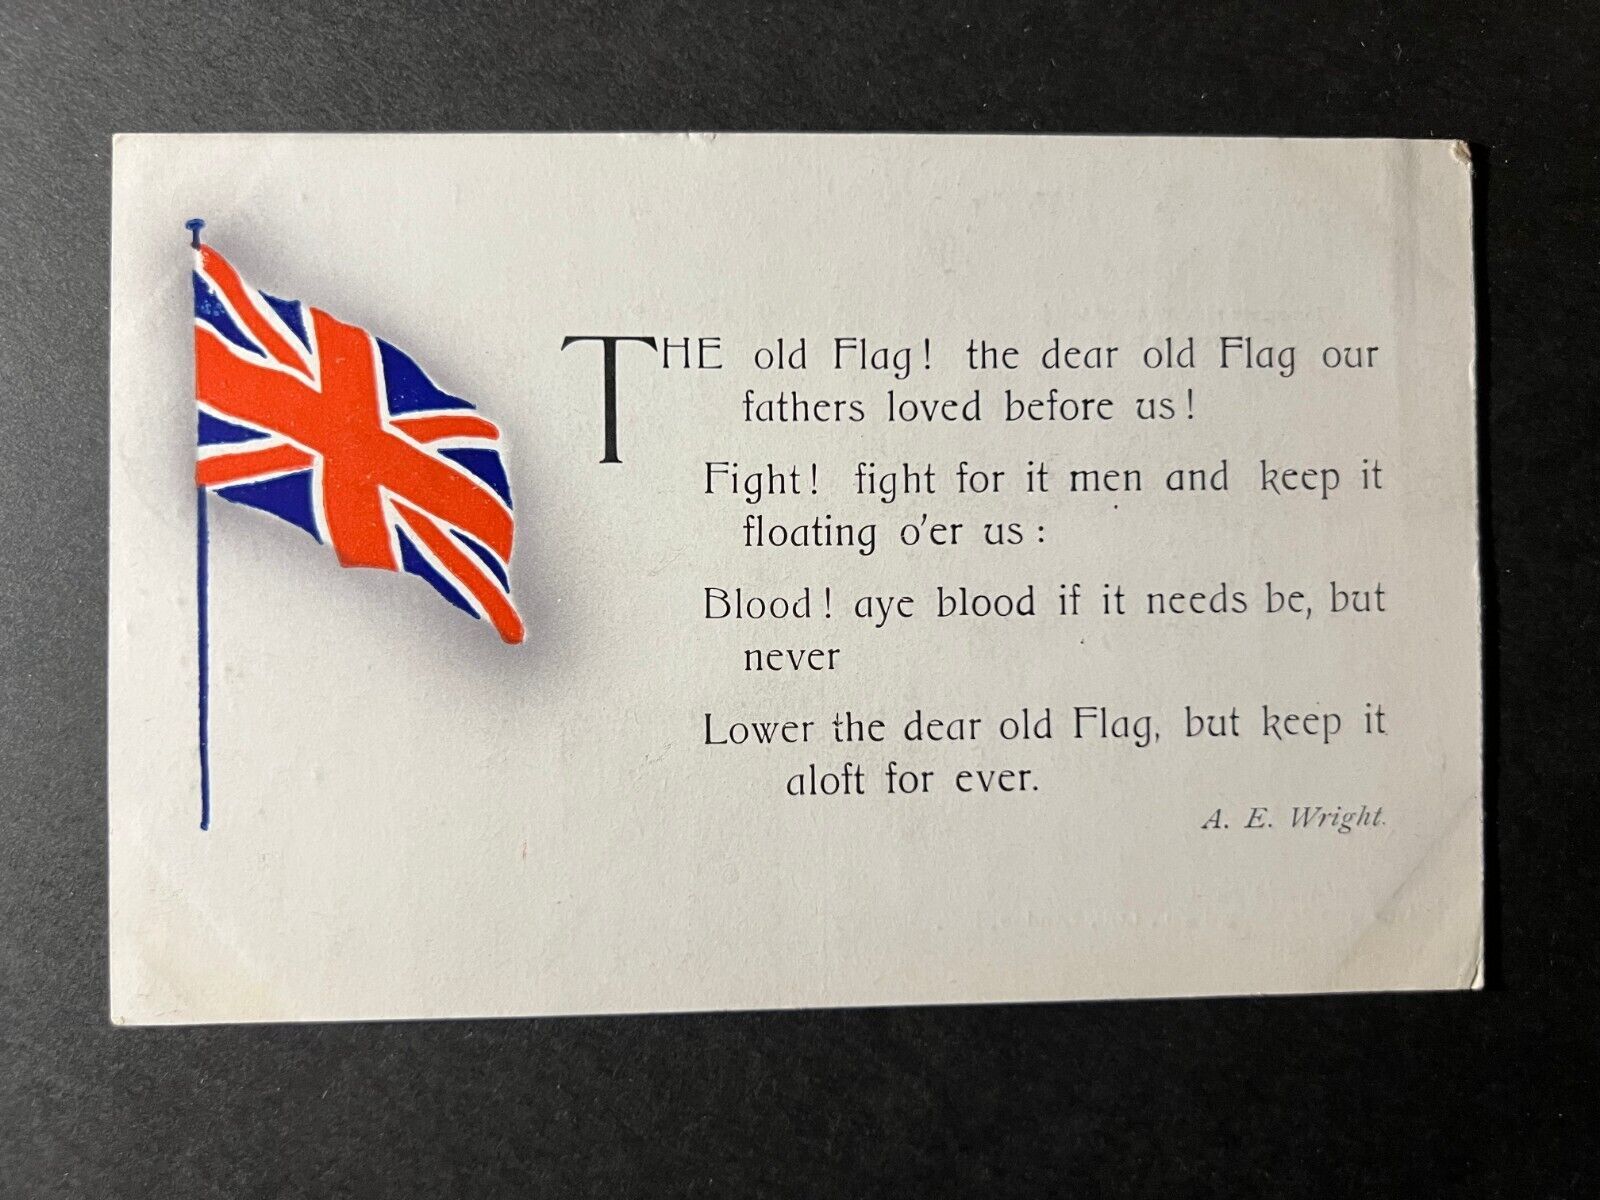 THE old Flag! the dear old Flag our
fathers loved before us!
Fight! fight for it men and keep it
floating o'er us:
Blood! aye blood if it needs be, but
never
Lower the dear old Flag, but keep it
aloft for ever.
A. E. Wright.